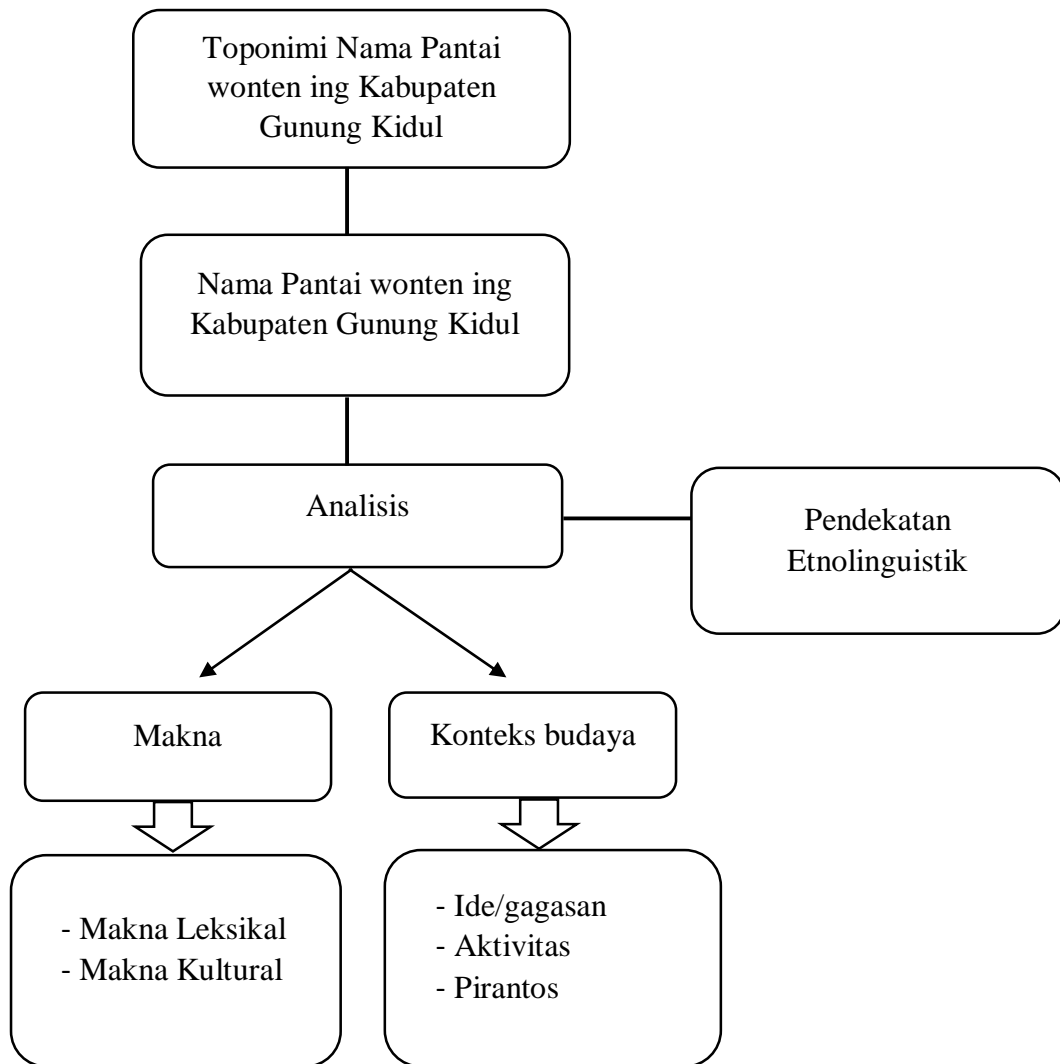 Toponimi Nama Pantai
wonten ing Kabupaten
Gunung Kidul
Nama Pantai wonten ing
Kabupaten Gunung Kidul
Analisis
Pendekatan
Etnolinguistik
Makna
Konteks budaya
- Makna Leksikal
- Makna Kultural
- Ide/gagasan
- Aktivitas
- Pirantos